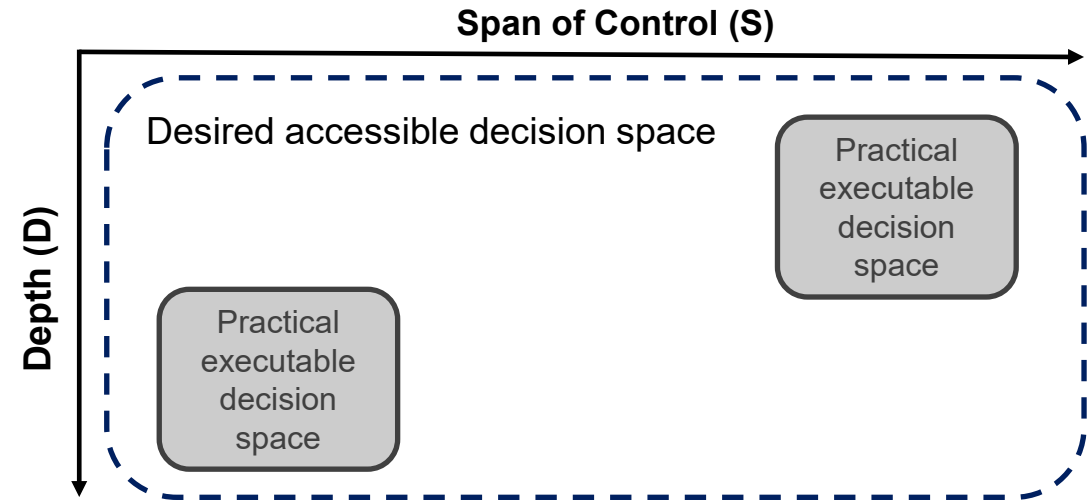 Span of Control (S)
Desired accessible decision space
Practical
executable
decision
space
Depth (D)
Practical
executable
decision
space